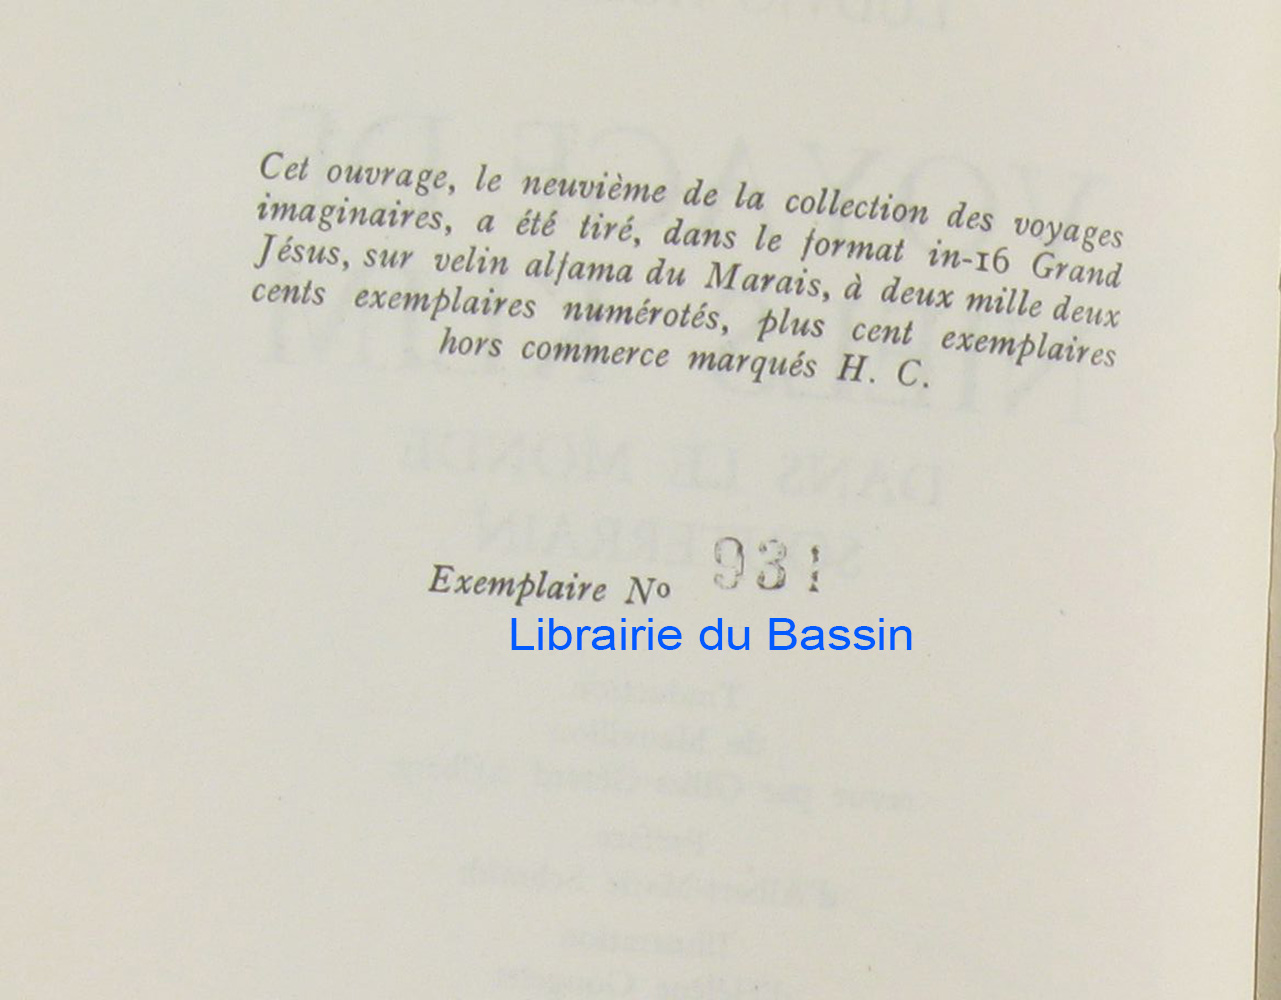 Cet ouvrage, le neuvième de la collection des voyages
imaginaires, a été tiré, dans le format in-16 Grand
Jésus, sur velin alfama du Marais, à deux mille deux
cents exemplaires numérotés, plus cent exemplaires
hors commerce marqués H. C.
Exemplaire Nº 931
Librairie du Bassin